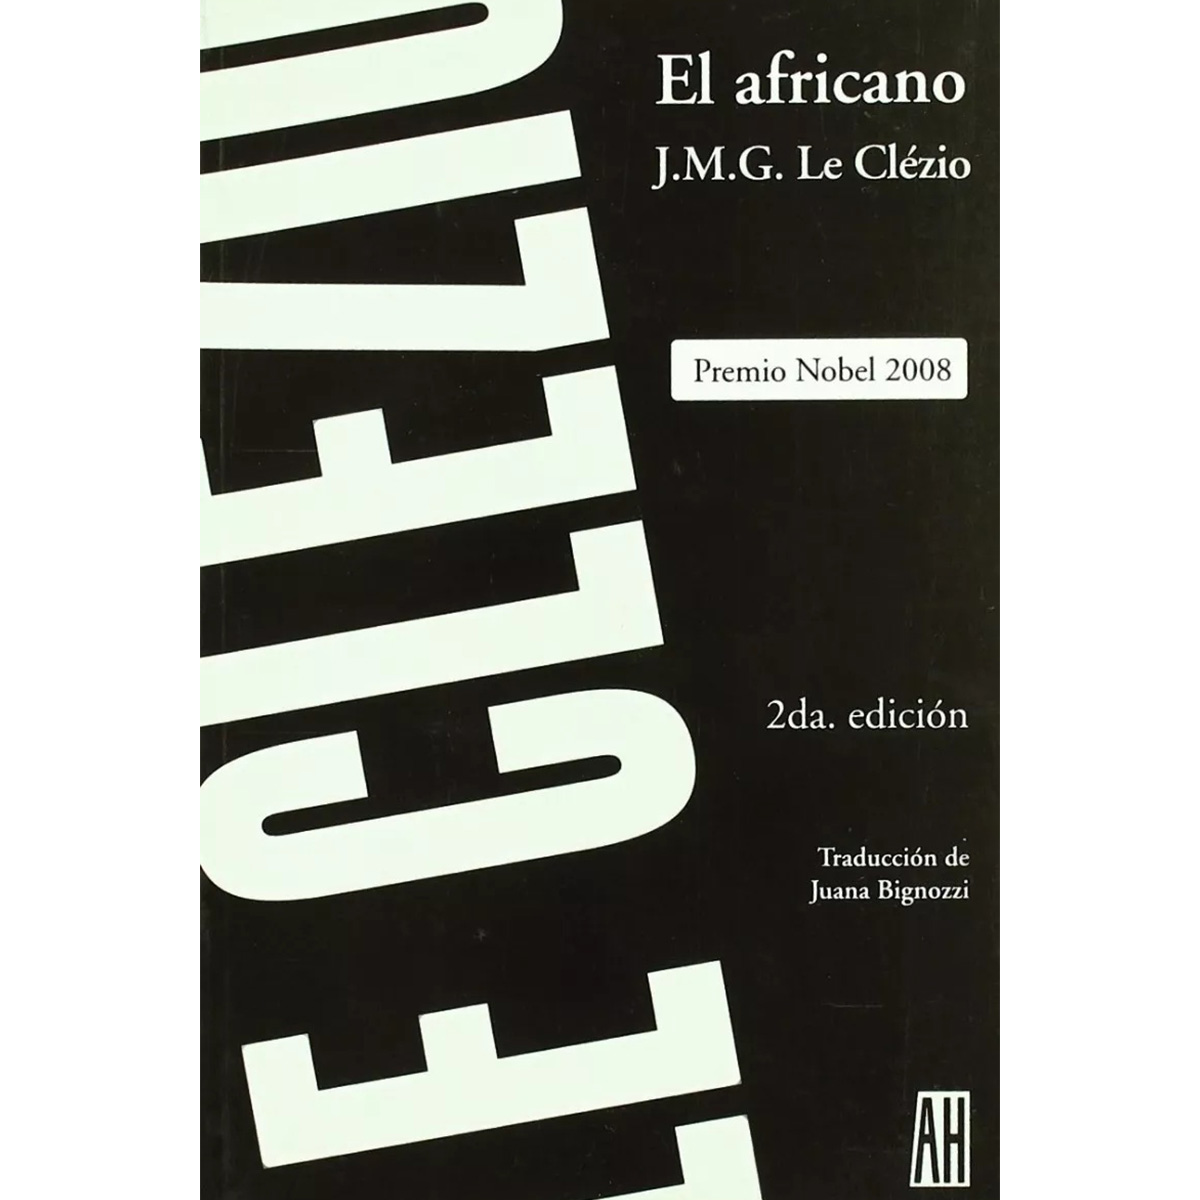 El africano
J.M.G. Le Clézio
Premio Nobel 2008
2da. edición
Traducción de
Juana Bignozzi
AH
LE CLEZIO